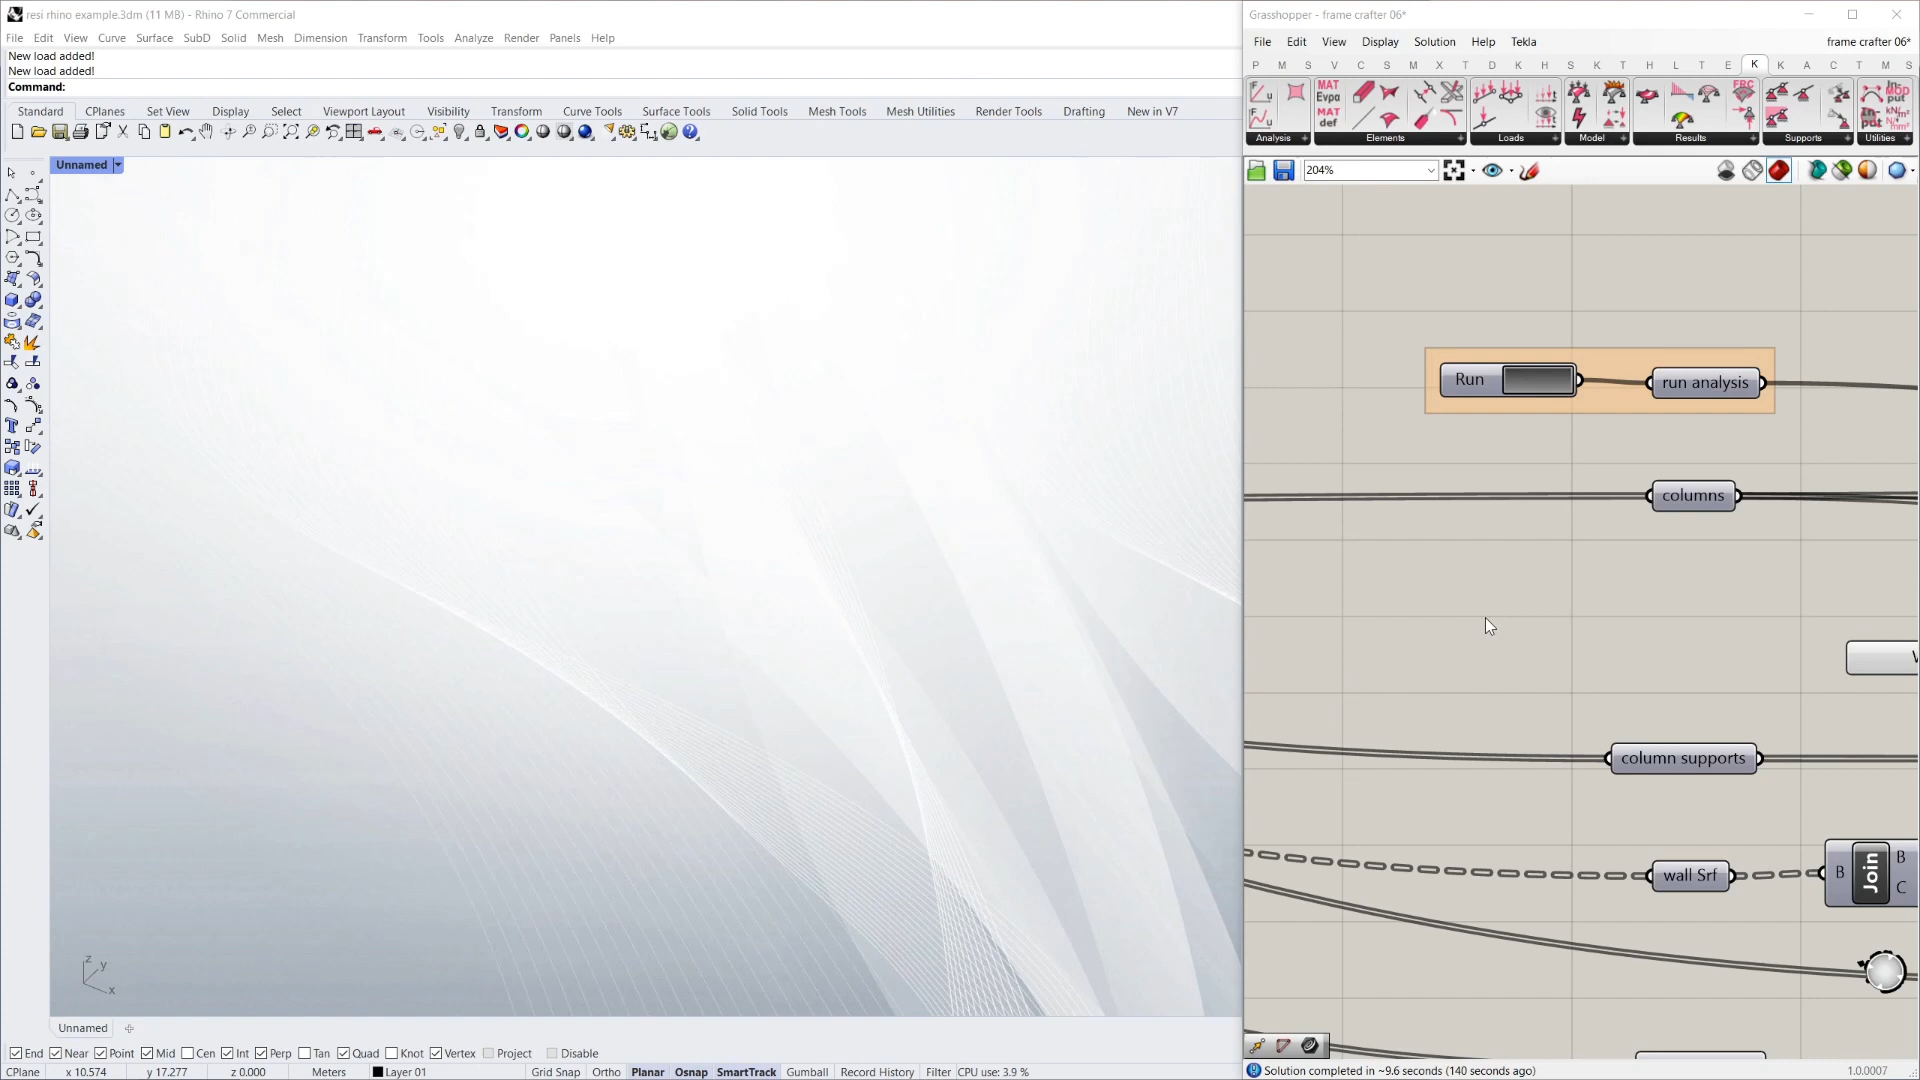 resi rhino example.3dm (11 MB) - Rhino 7 Commercial
File Edit View Curve Surface SubD Solid Mesh Dimension Transform Tools Analyze Render Panels Help
New load added!
New load added!
Command:
Standard CPlanes Set View Display Select Viewport Layout Visibility Transform Curve Tools Surface Tools Solid Tools Mesh Tools Mesh Utilities Render Tools Drafting New in V7
Unnamed
z
y
x
Unnamed
End Near Point Mid Cen Int Perp Tan Quad Knot Vertex Project Disable
CPlane x 10.574 y 17.277 z 0.000 Meters Layer 01 Grid Snap Ortho Planar Osnap SmartTrack Gumball Record History Filter CPU use: 3.9 %
Grasshopper - frame crafter 06*
File Edit View Display Solution Help Tekla frame crafter 06*
P M S V C S M X T D K H S K T H L T E K K A C T M S
Analysis Elements Loads Model Results Supports Utilities
204%
Run
run analysis
columns
column supports
wall Srf
B Join B
C
Solution completed in ~9.6 seconds (140 seconds ago)
1.0.0007